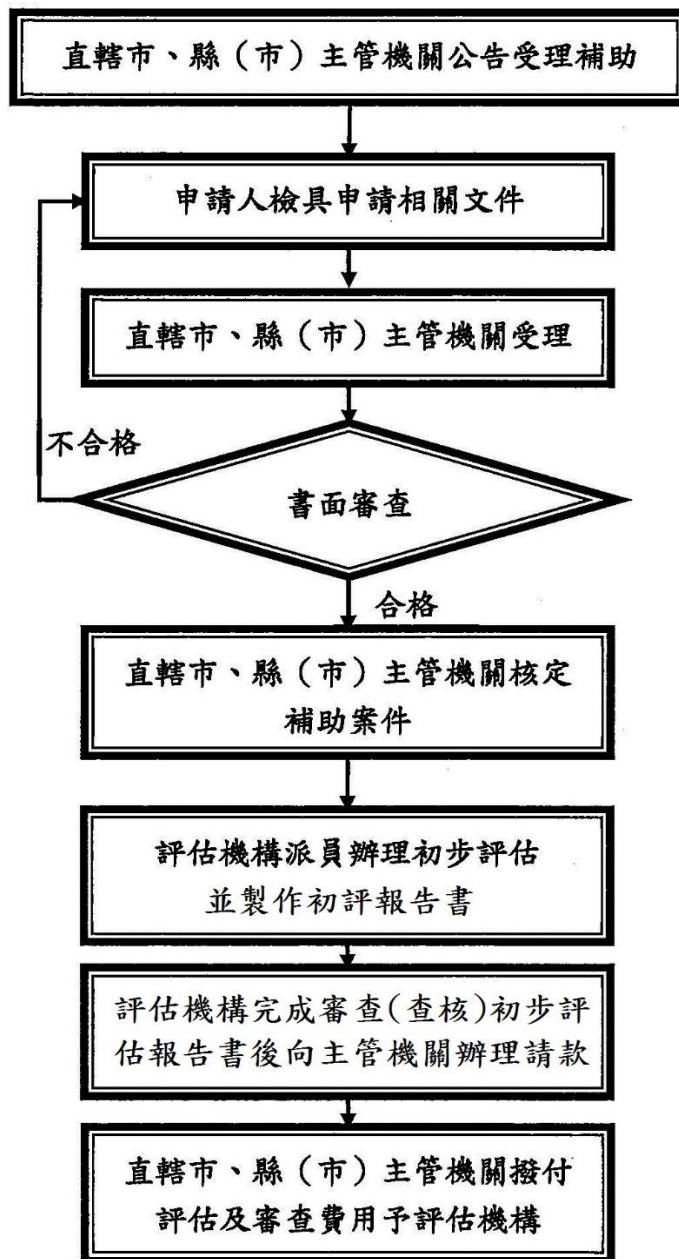 直轄市、縣（市）主管機關公告受理補助
申請人檢具申請相關文件
直轄市、縣（市）主管機關受理
不合格
書面審查
合格
直轄市、縣（市）主管機關核定
補助案件
評估機構派員辦理初步評估
並製作初評報告書
評估機構完成審查(查核)初步評
估報告書後向主管機關辦理請款
直轄市、縣（市）主管機關撥付
評估及審查費用予評估機構